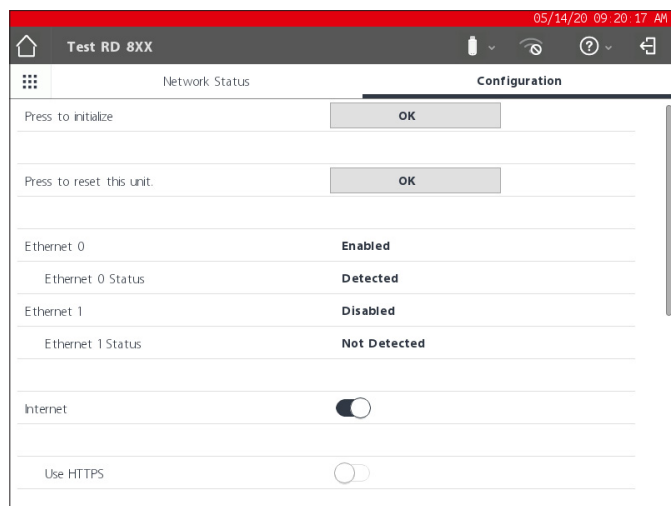 05/14/20 09:20:17 AM
Test RD 8XX
Network Status Configuration
Press to initialize OK
Press to reset this unit. OK
Ethernet 0 Enabled
Ethernet 0 Status Detected
Ethernet 1 Disabled
Ethernet 1 Status Not Detected
Internet
Use HTTPS